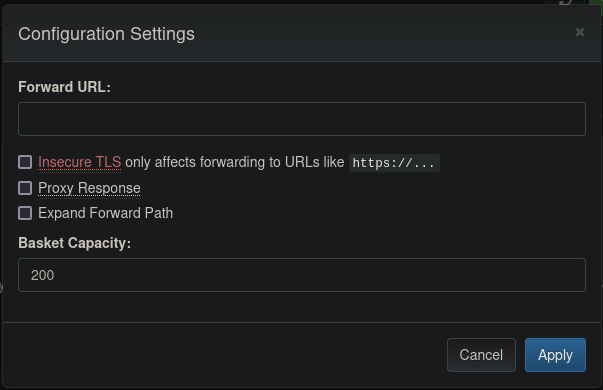 Configuration Settings ×
Forward URL:
Insecure TLS only affects forwarding to URLs like https://...
Proxy Response
Expand Forward Path
Basket Capacity:
200
Cancel Apply